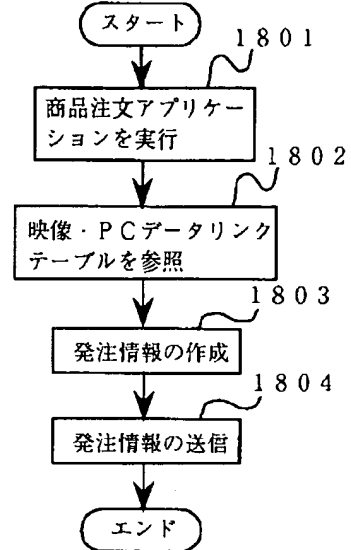 スタート
1801
商品注文アプリケー
ションを実行
1802
映像・PCデータリンク
テーブルを参照
1803
発注情報の作成
1804
発注情報の送信
エンド